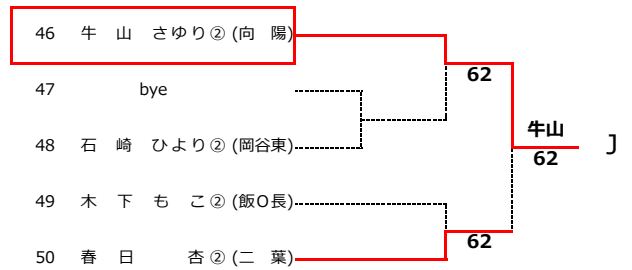 46 牛 山 さゆり② (向 陽)
62
47 bye
牛山
62
J
48 石 崎 ひより② (岡谷東)
49 木 下 も こ② (飯O長)
62
50 春 日 杏② (二 葉)